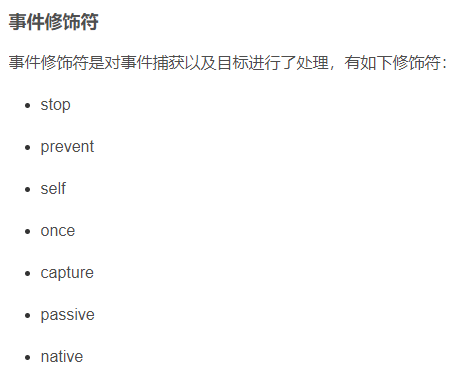 事件修饰符
事件修饰符是对事件捕获以及目标进行了处理，有如下修饰符：
• stop
• prevent
• self
• once
• capture
• passive
• native